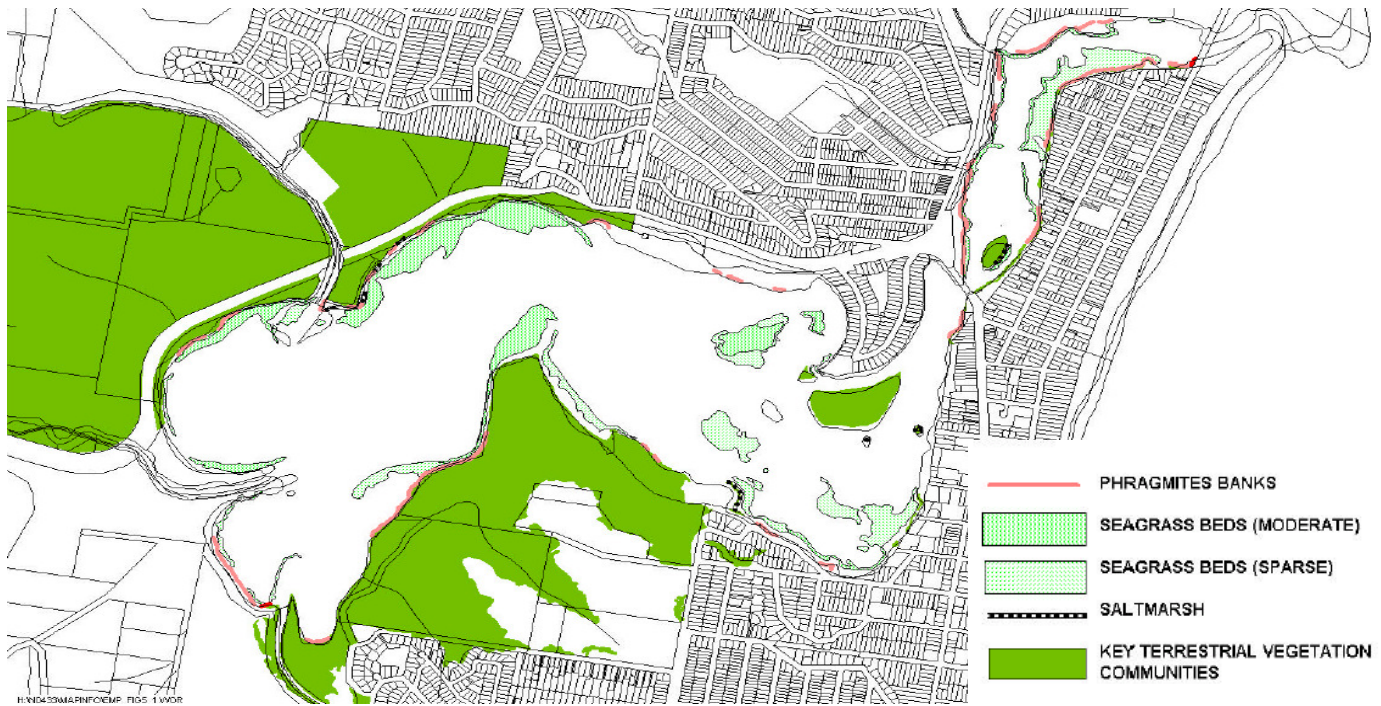 PHRAGMITES BANKS
SEAGRASS BEDS (MODERATE)
SEAGRASS BEDS (SPARSE)
SALTMARSH
KEY TERRESTRIAL VEGETATION
COMMUNITIES